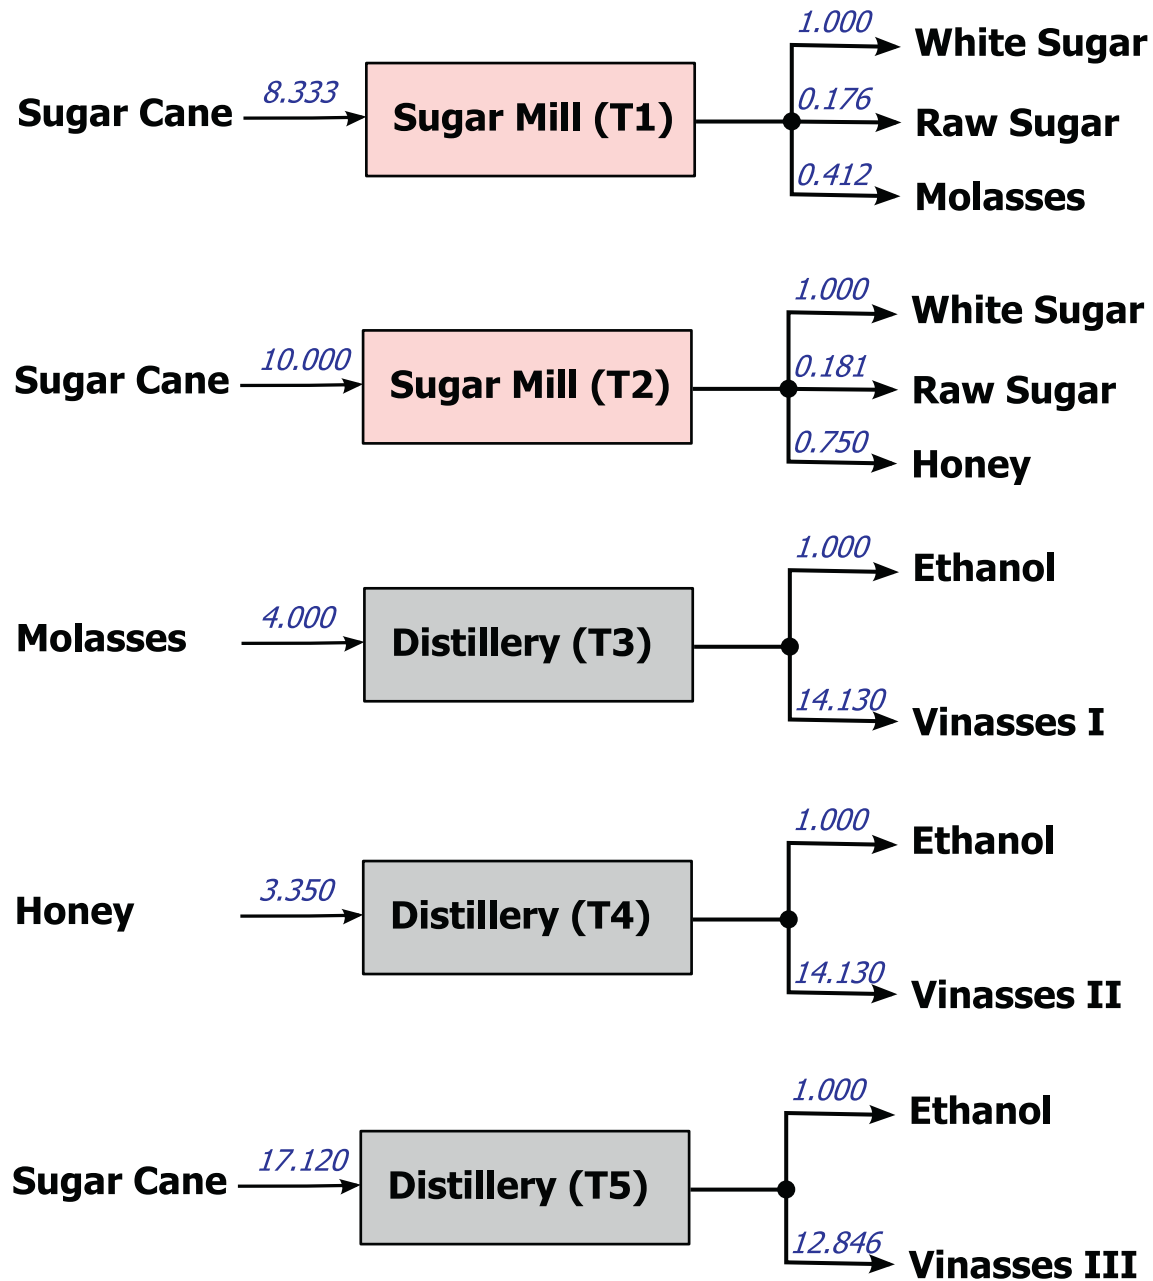 1.000
White Sugar
Sugar Cane
8.333
Sugar Mill (T1)
0.176
Raw Sugar
0.412
Molasses
1.000
White Sugar
Sugar Cane
10.000
Sugar Mill (T2)
0.181
Raw Sugar
0.750
Honey
1.000
Ethanol
Molasses
4.000
Distillery (T3)
14.130
Vinasses I
1.000
Ethanol
Honey
3.350
Distillery (T4)
14.130
Vinasses II
1.000
Ethanol
Sugar Cane
17.120
Distillery (T5)
12.846
Vinasses III